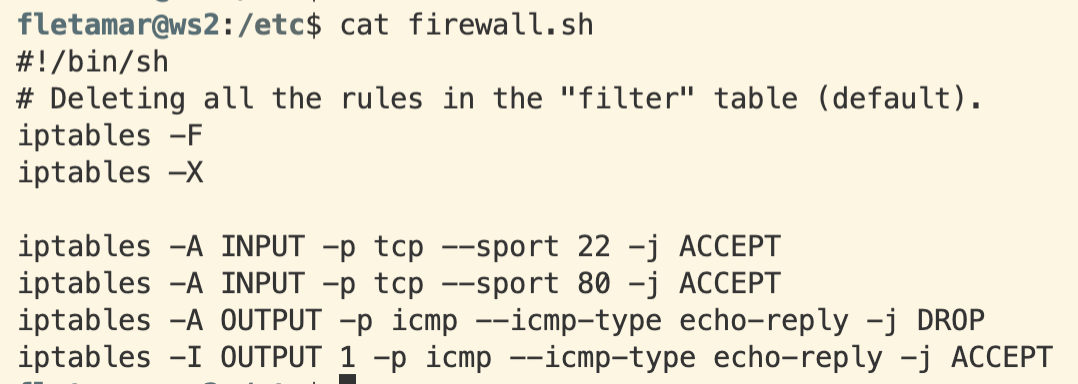 fletamar@ws2:/etc$ cat firewall.sh
#!/bin/sh
# Deleting all the rules in the "filter" table (default).
iptables -F
iptables -X
iptables -A INPUT -p tcp --sport 22 -j ACCEPT
iptables -A INPUT -p tcp --sport 80 -j ACCEPT
iptables -A OUTPUT -p icmp --icmp-type echo-reply -j DROP
iptables -I OUTPUT 1 -p icmp --icmp-type echo-reply -j ACCEPT